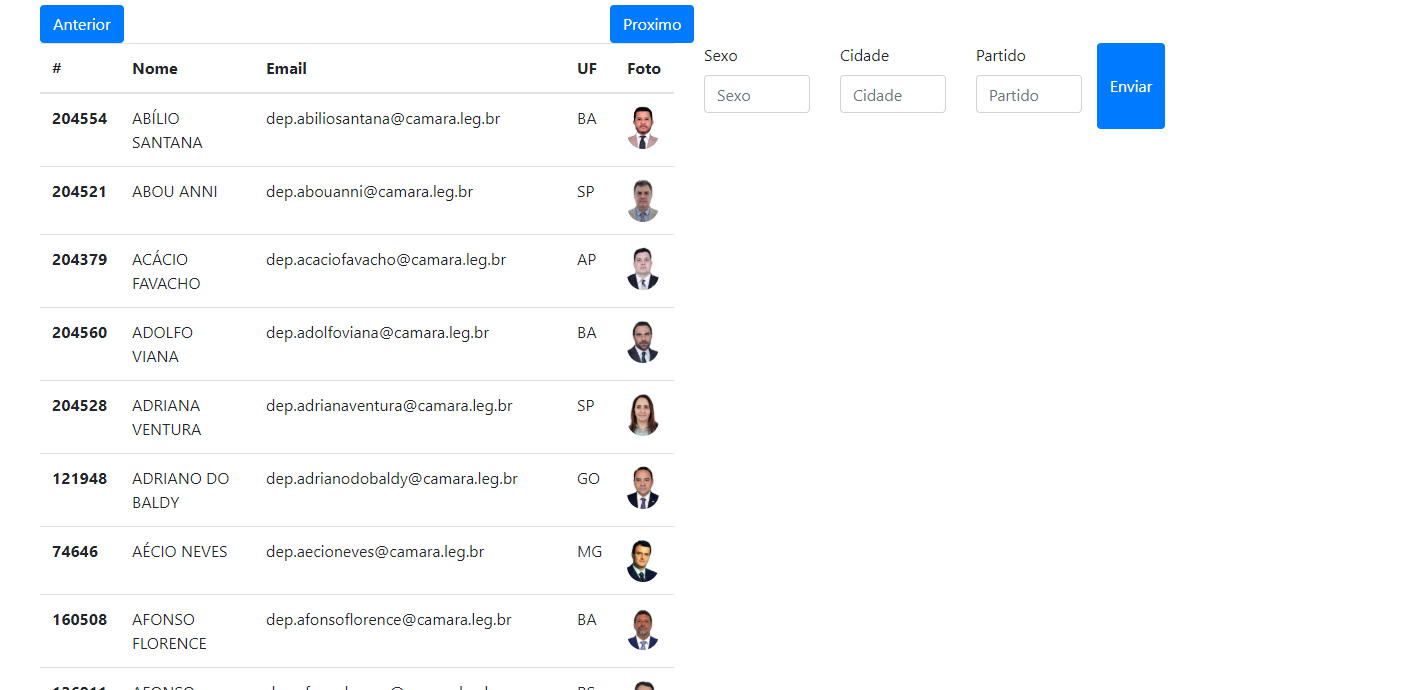 Anterior Proximo
Sexo Cidade Partido
# Nome Email UF Foto
Sexo Cidade Partido Enviar
204554 ABÍLIO dep.abiliosantana@camara.leg.br BA
SANTANA
204521 ABOU ANNI dep.abouanni@camara.leg.br SP
204379 ACÁCIO dep.acaciofavacho@camara.leg.br AP
FAVACHO
204560 ADOLFO dep.adolfoviana@camara.leg.br BA
VIANA
204528 ADRIANA dep.adrianaventura@camara.leg.br SP
VENTURA
121948 ADRIANO DO dep.adrianodobaldy@camara.leg.br GO
BALDY
74646 AÉCIO NEVES dep.aecioneves@camara.leg.br MG
160508 AFONSO dep.afonsoflorence@camara.leg.br BA
FLORENCE
AFONSO